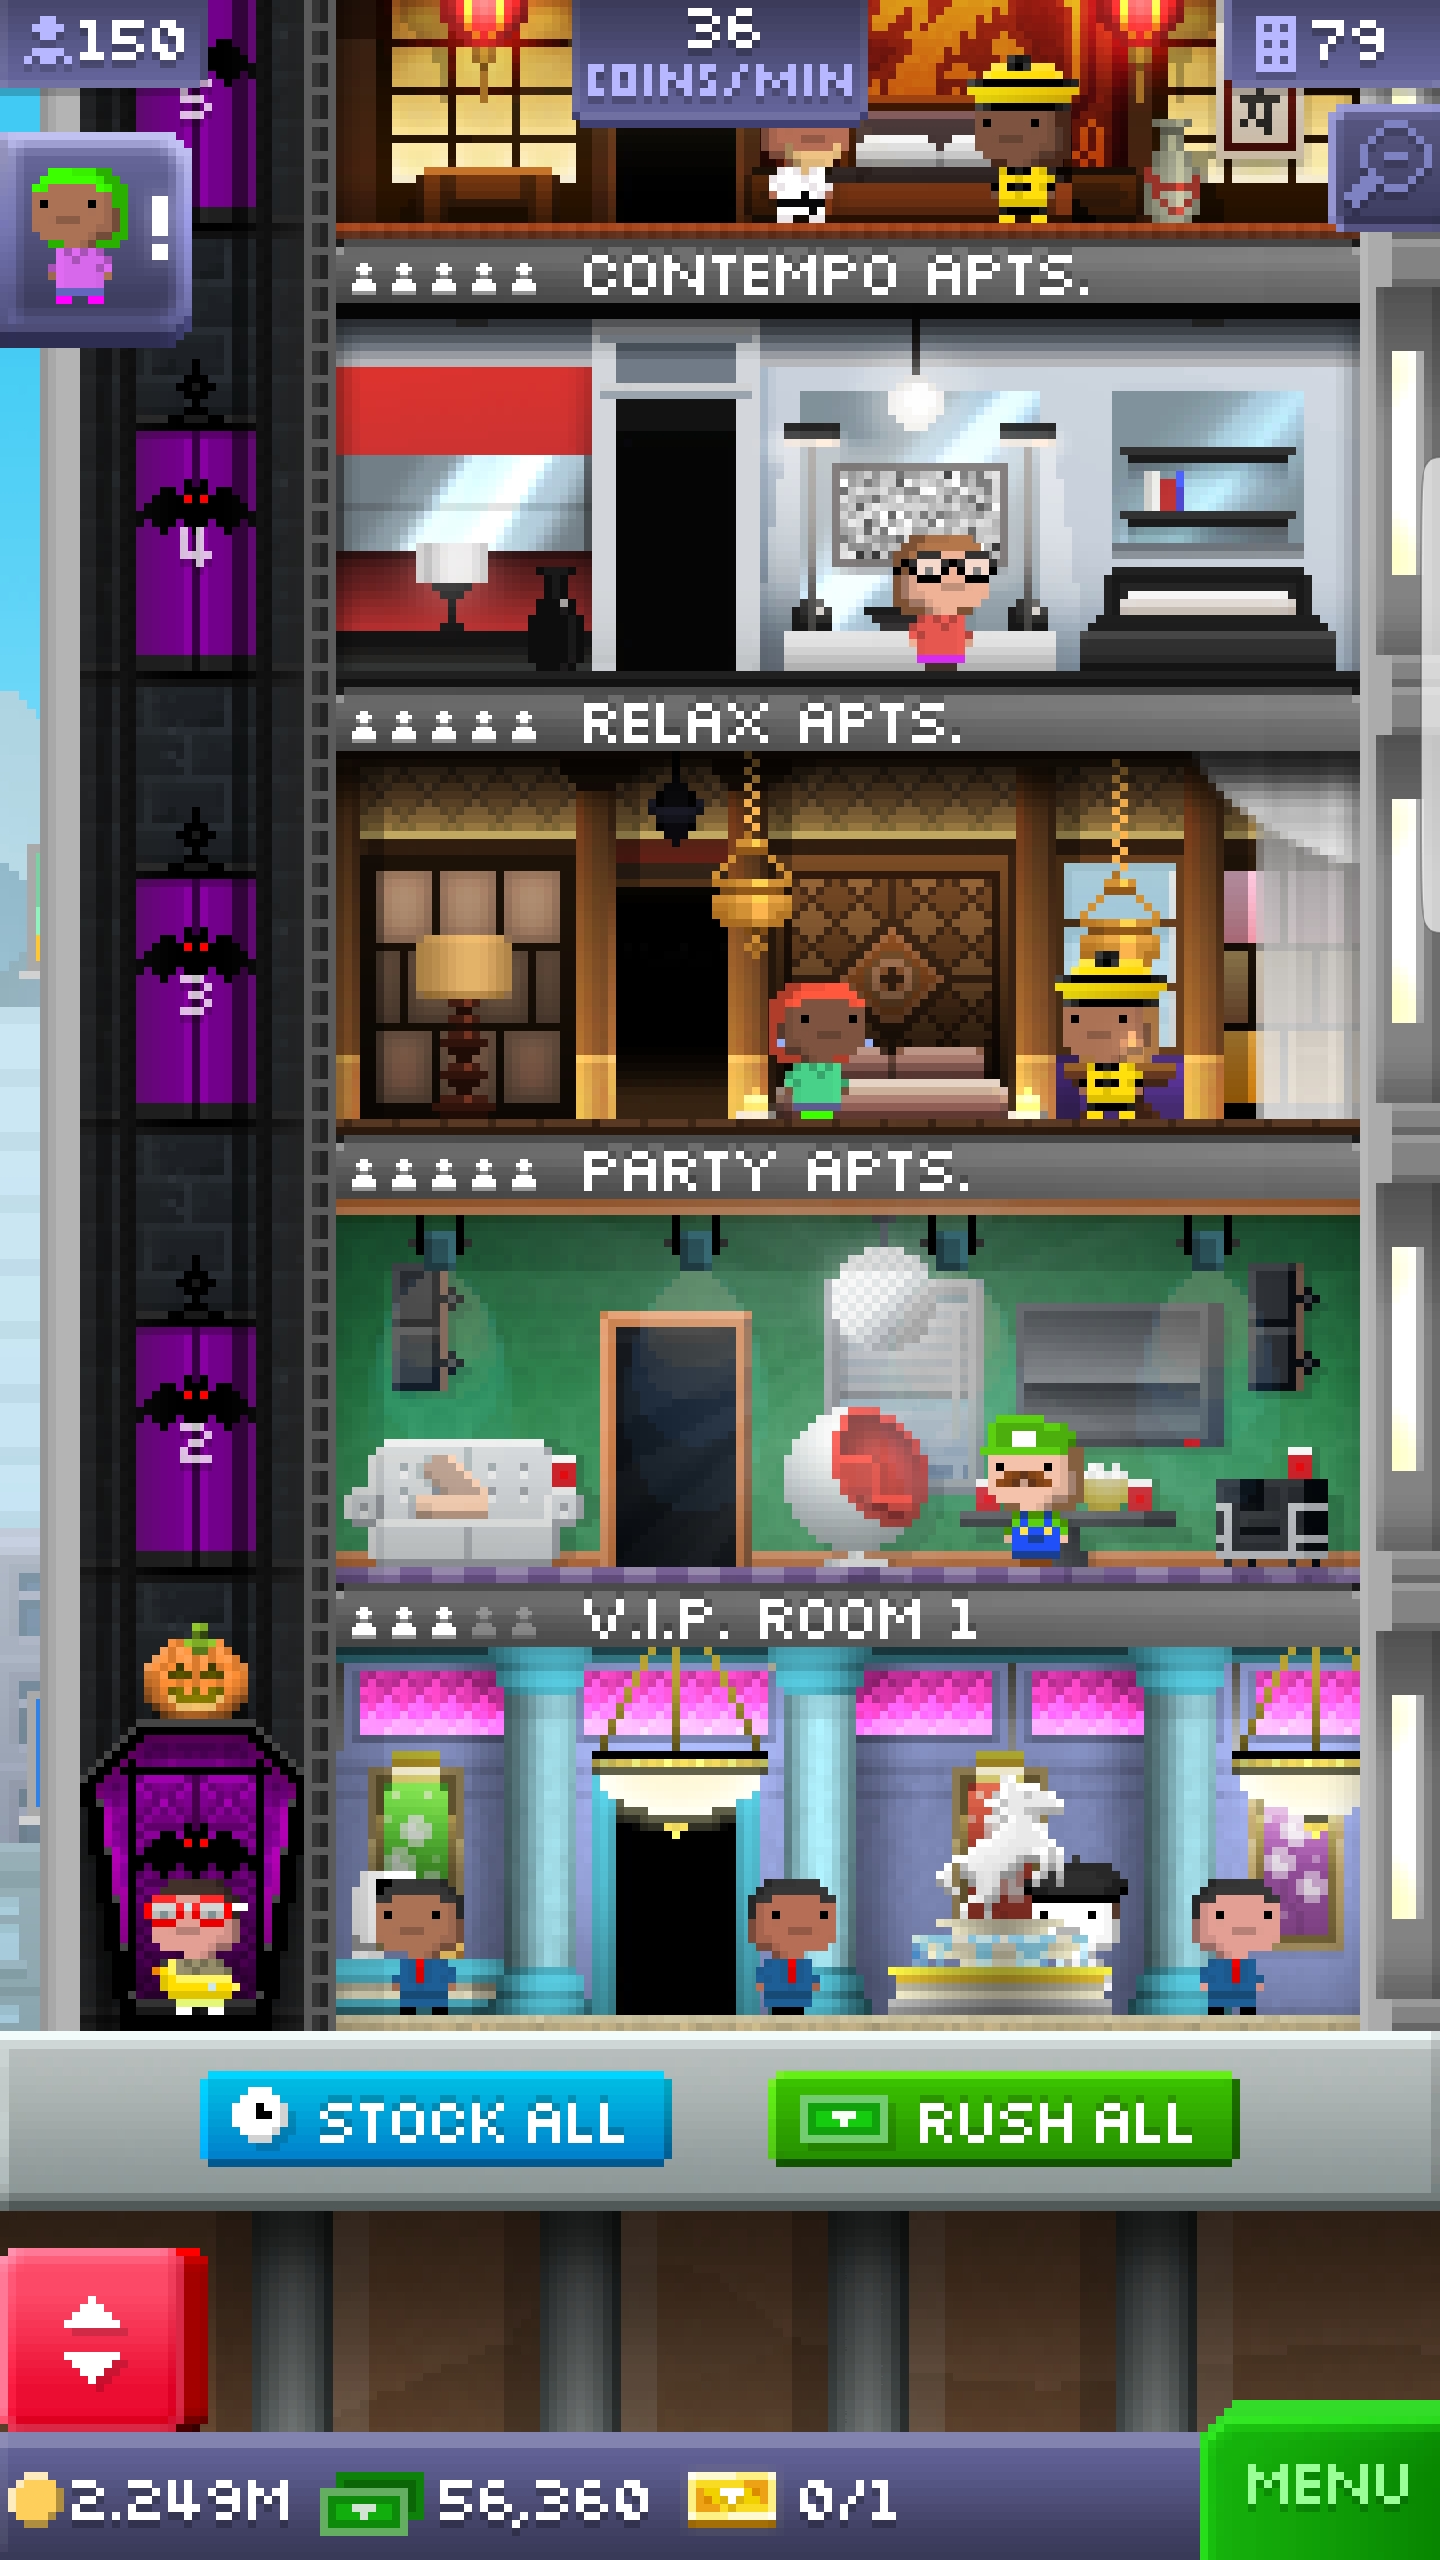 150
36
COINS/MIN
79
5
!
CONTEMPO APTS.
4
RELAX APTS.
3
PARTY APTS.
2
V.I.P. ROOM 1
STOCK ALL
RUSH ALL
2.249M
56,360
0/1
MENU